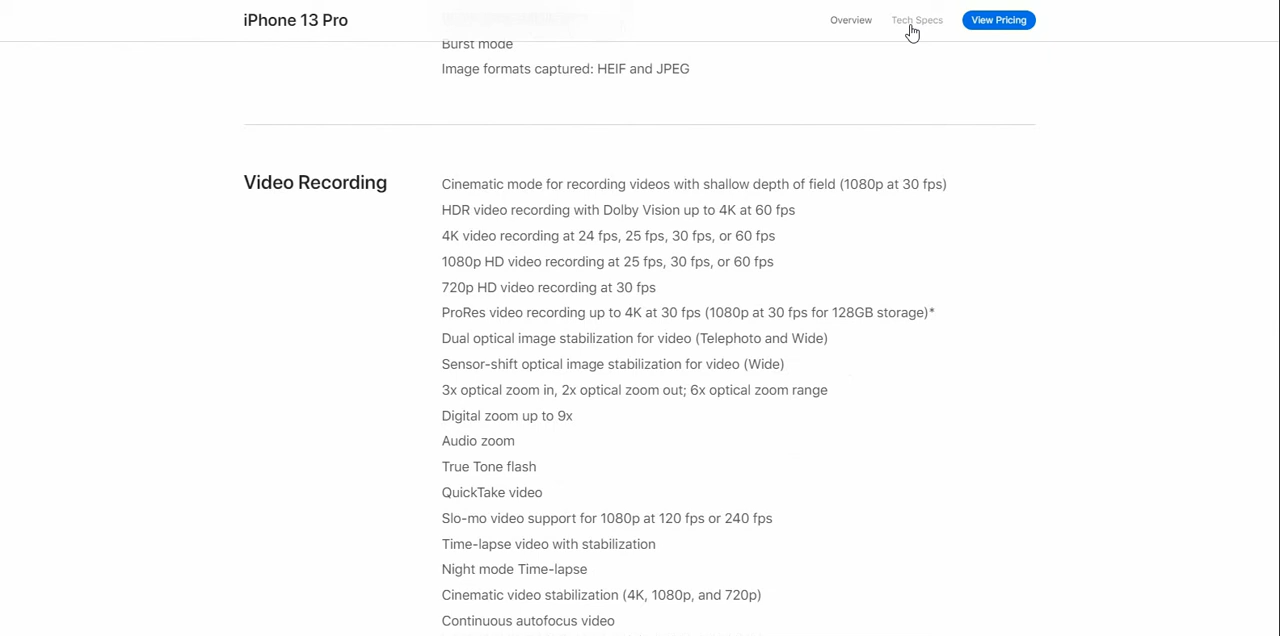 iPhone 13 Pro
Overview
Tech Specs
View Pricing
Burst mode
Image formats captured: HEIF and JPEG
Video Recording
Cinematic mode for recording videos with shallow depth of field (1080p at 30 fps)
HDR video recording with Dolby Vision up to 4K at 60 fps
4K video recording at 24 fps, 25 fps, 30 fps, or 60 fps
1080p HD video recording at 25 fps, 30 fps, or 60 fps
720p HD video recording at 30 fps
ProRes video recording up to 4K at 30 fps (1080p at 30 fps for 128GB storage)*
Dual optical image stabilization for video (Telephoto and Wide)
Sensor-shift optical image stabilization for video (Wide)
3x optical zoom in, 2x optical zoom out; 6x optical zoom range
Digital zoom up to 9x
Audio zoom
True Tone flash
QuickTake video
Slo-mo video support for 1080p at 120 fps or 240 fps
Time-lapse video with stabilization
Night mode Time-lapse
Cinematic video stabilization (4K, 1080p, and 720p)
Continuous autofocus video